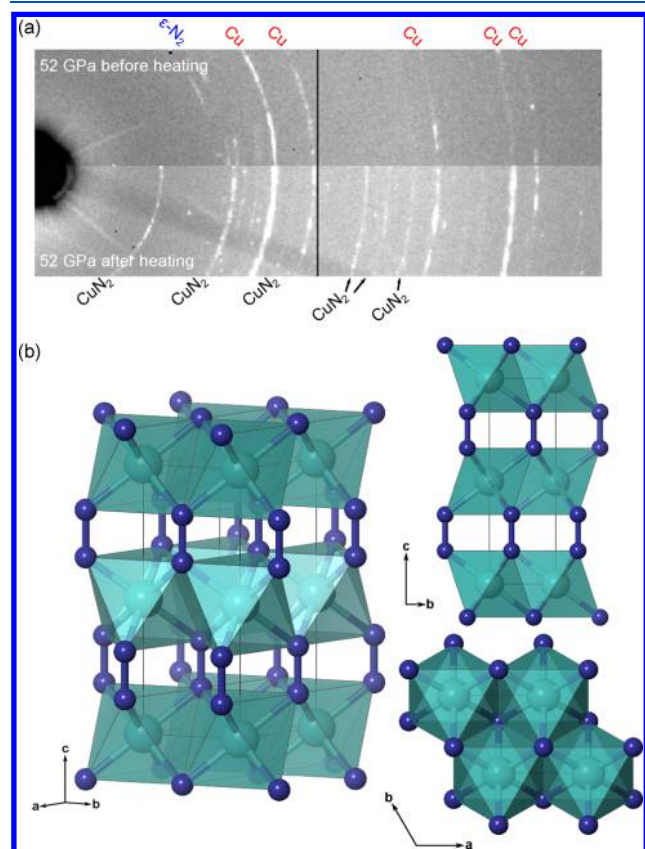 (a)
ε-N₂ Cu Cu Cu Cu Cu
52 GPa before heating
52 GPa after heating
CuN₂ CuN₂ CuN₂ CuN₂ CuN₂
(b)
c
b
c
a b
b
a